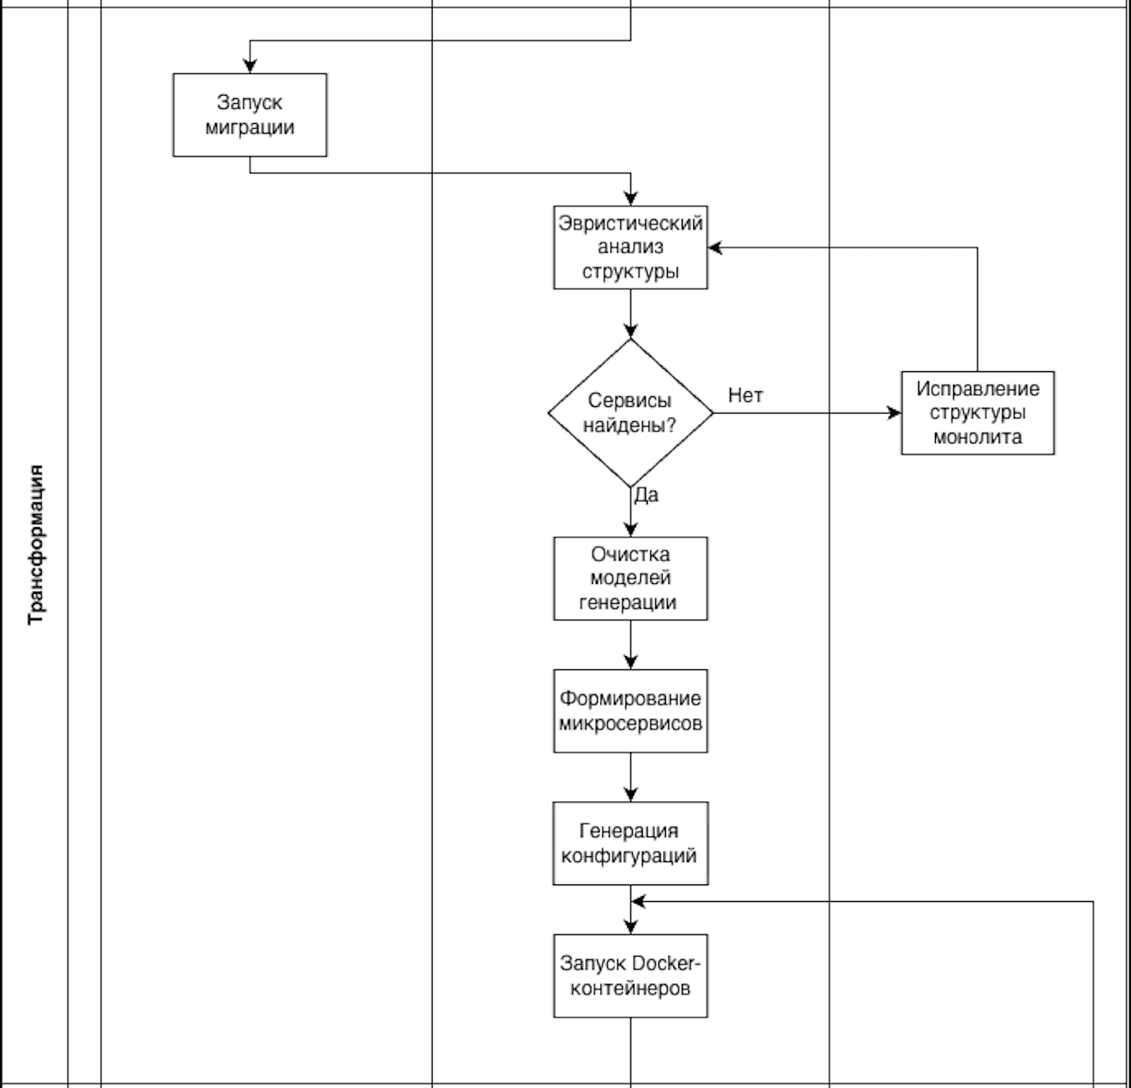 Запуск
миграции
Эвристический
анализ
структуры
Сервисы
найдены?
Нет
Исправление
структуры
монолита
Да
Очистка
моделей
генерации
Формирование
микросервисов
Генерация
конфигураций
Запуск Docker-
контейнеров
Трансформация